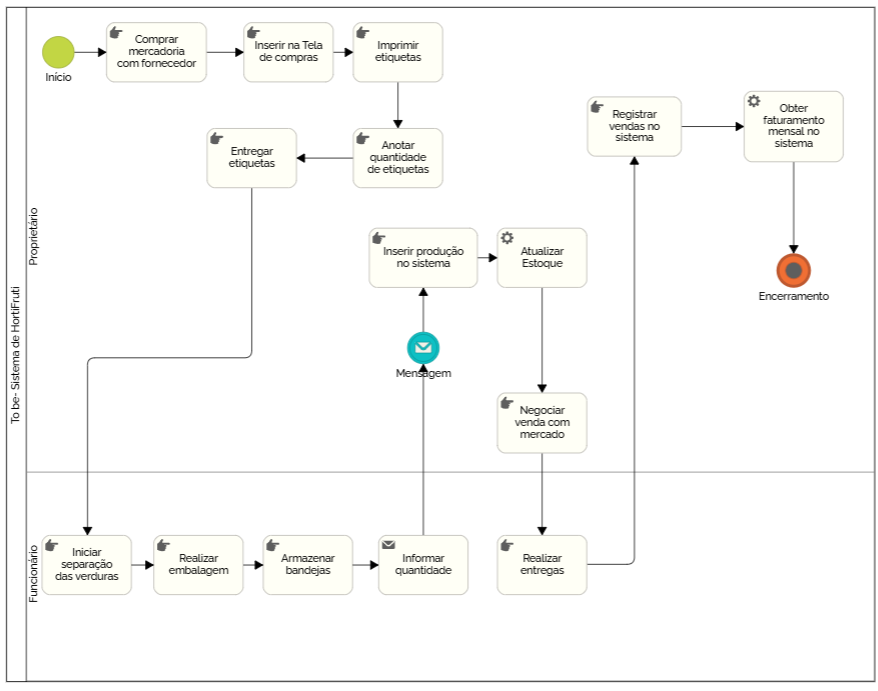 To be- Sistema de HortiFruti
Proprietário
Início
Comprar
mercadoria
com fornecedor
Inserir na Tela
de compras
Imprimir
etiquetas
Anotar
quantidade
de etiquetas
Entregar
etiquetas
Iniciar
separação
das verduras
Realizar
embalagem
Armazenar
bandejas
Informar
quantidade
Mensagem
Inserir produção
no sistema
Atualizar
Estoque
Negociar
venda com
mercado
Realizar
entregas
Registrar
vendas no
sistema
Obter
faturamento
mensal no
sistema
Encerramento
Funcionário